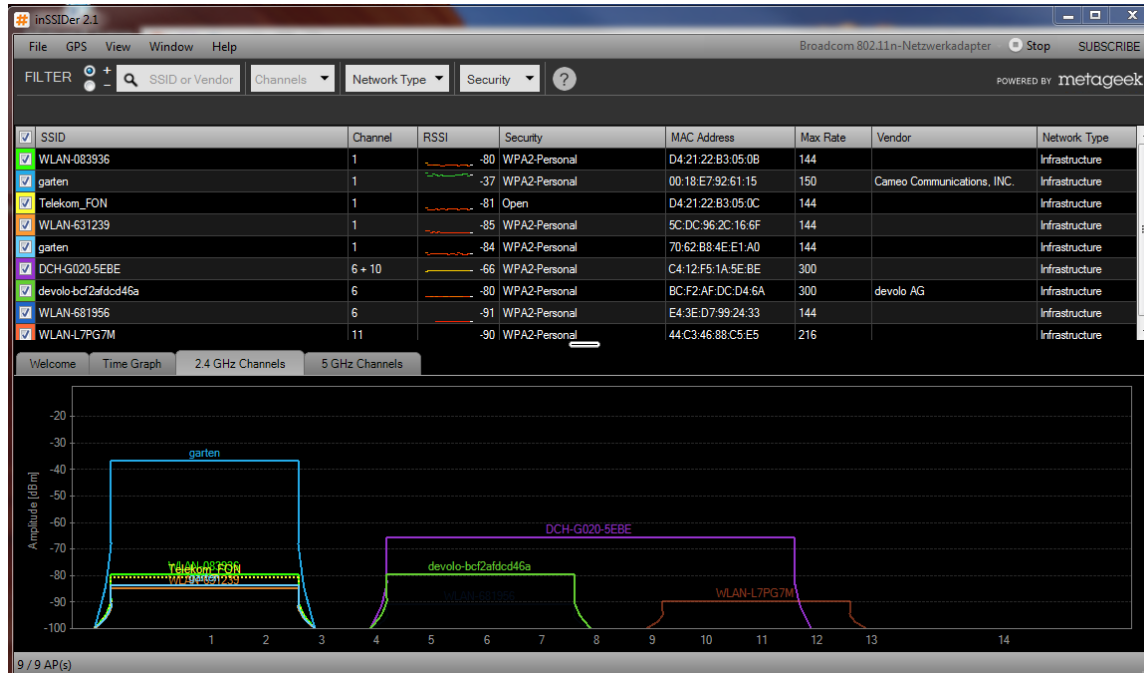 inSSIDer 2.1
File GPS View Window Help Broadcom 802.11n-Netzwerkadapter Stop SUBSCRIBE
FILTER + - SSID or Vendor Channels Network Type Security ? POWERED BY metageek
SSID Channel RSSI Security MAC Address Max Rate Vendor Network Type
WLAN-083936 1 -80 WPA2-Personal D4:21:22:B3:05:0B 144 Infrastructure
garten 1 -37 WPA2-Personal 00:18:E7:92:61:15 150 Cameo Communications, INC. Infrastructure
Telekom_FON 1 -81 Open D4:21:22:B3:05:0C 144 Infrastructure
WLAN-631239 1 -85 WPA2-Personal 5C:DC:96:2C:16:6F 144 Infrastructure
garten 1 -84 WPA2-Personal 70:62:B8:4E:E1:A0 144 Infrastructure
DCH-G020-5EBE 6 + 10 -66 WPA2-Personal C4:12:F5:1A:5E:BE 300 Infrastructure
devolo-bcf2afdcd46a 6 -80 WPA2-Personal BC:F2:AF:DC:D4:6A 300 devolo AG Infrastructure
WLAN-681956 6 -91 WPA2-Personal E4:3E:D7:99:24:33 144 Infrastructure
WLAN-L7PG7M 11 -90 WPA2-Personal 44:C3:46:88:C5:E5 216 Infrastructure
Welcome Time Graph 2.4 GHz Channels 5 GHz Channels
Amplitude [dBm]
-20
-30
garten
-40
-50
-60
DCH-G020-5EBE
-70
WLAN-083936
devolo-bcf2afdcd46a
Telekom_FON
-80
garten
WLAN-631239
WLAN-681956
WLAN-L7PG7M
-90
-100
1 2 3 4 5 6 7 8 9 10 11 12 13 14
9 / 9 AP(s)